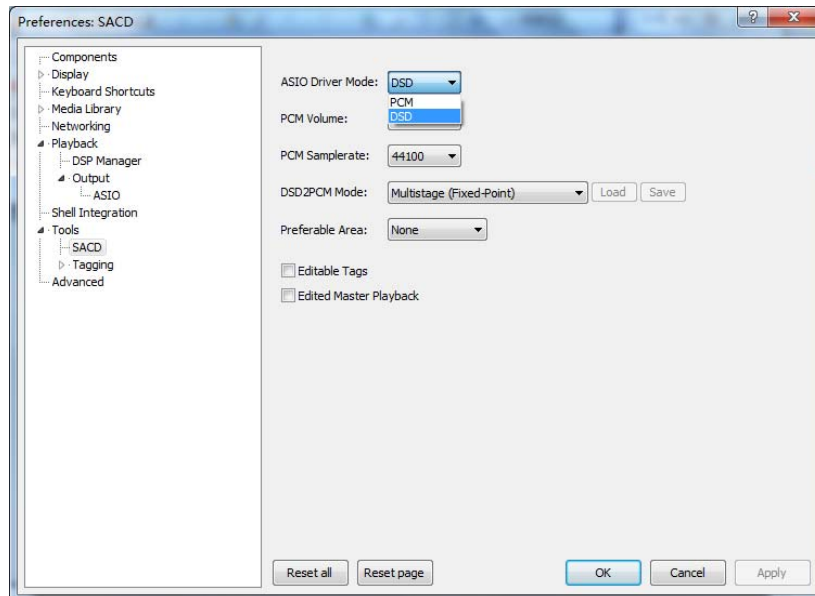 Preferences: SACD
Components
Display
Keyboard Shortcuts
Media Library
Networking
Playback
DSP Manager
Output
ASIO
Shell Integration
Tools
SACD
Tagging
Advanced
ASIO Driver Mode: DSD
PCM
DSD
PCM Volume:
PCM Samplerate: 44100
DSD2PCM Mode: Multistage (Fixed-Point) Load Save
Preferable Area: None
Editable Tags
Edited Master Playback
Reset all Reset page OK Cancel Apply